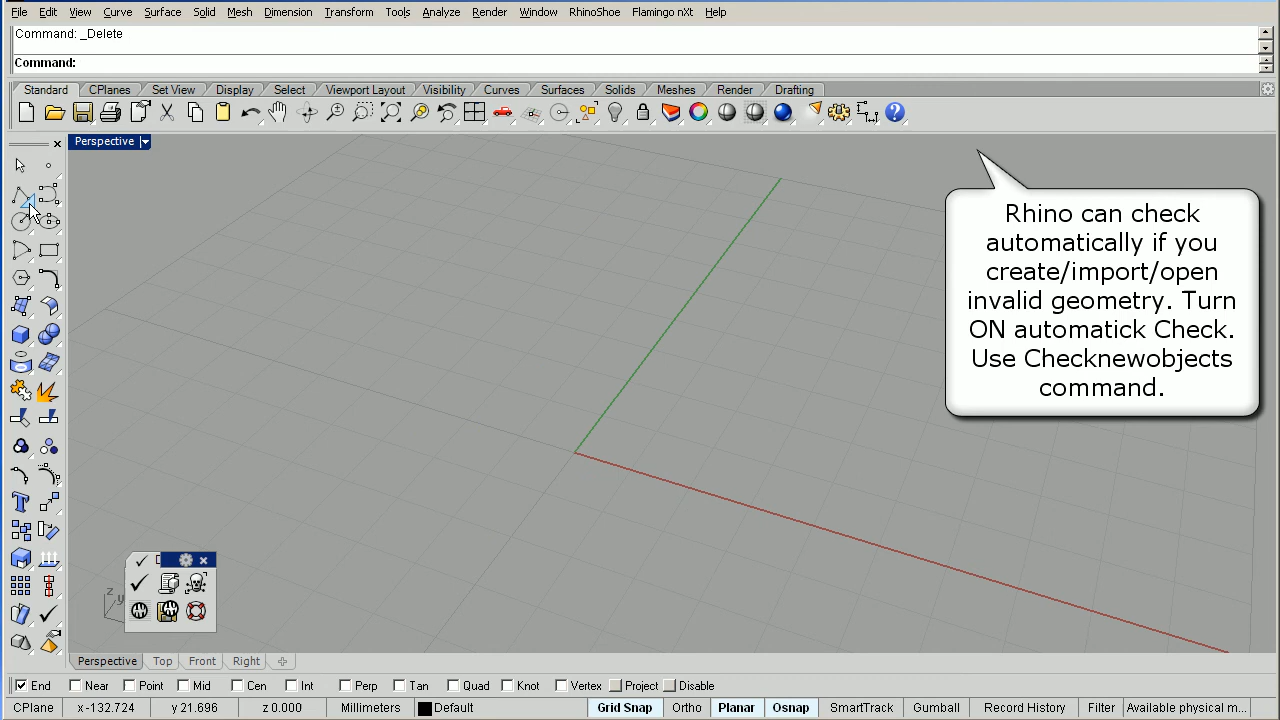 File Edit View Curve Surface Solid Mesh Dimension Transform Tools Analyze Render Window RhinoShoe Flamingo nXt Help
Command: _Delete
Command:
Standard CPlanes Set View Display Select Viewport Layout Visibility Curves Surfaces Solids Meshes Render Drafting
Perspective
Rhino can check
automatically if you
create/import/open
invalid geometry. Turn
ON automatick Check.
Use Checknewobjects
command.
z
y
Perspective Top Front Right
End Near Point Mid Cen Int Perp Tan Quad Knot Vertex Project Disable
CPlane x -132.724 y 21.696 z 0.000 Millimeters Default Grid Snap Ortho Planar Osnap SmartTrack Gumball Record History Filter Available physical m...